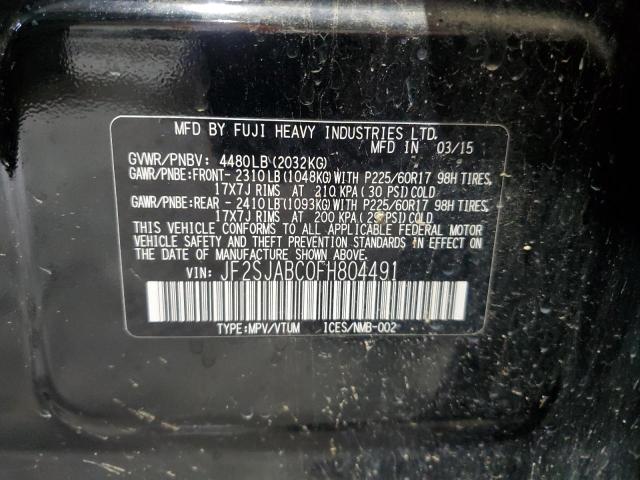 MFD BY FUJI HEAVY INDUSTRIES LTD.
MFD IN 03/15
GVWR/PNBV: 4480LB(2032KG)
GAWR/PNBE:FRONT- 2310LB(1048KG)WITH P225/60R17 98H TIRES,
17X7J RIMS AT 210 KPA(30 PSI)COLD
GAWR/PNBE:REAR -2410LB(1093KG)WITH P225/60R17 98H TIRES,
17X7J RIMS AT 200 KPA(29 PSI)COLD
THIS VEHICLE CONFORMS TO ALL APPLICABLE FEDERAL MOTOR
VEHICLE SAFETY AND THEFT PREVENTION STANDARDS IN EFFECT ON
THE DATE OF MANUFACTURE SHOWN ABOVE.
VIN: JF2SJABC0FH804491
TYPE:MPV/VTUM ICES/NMB-002